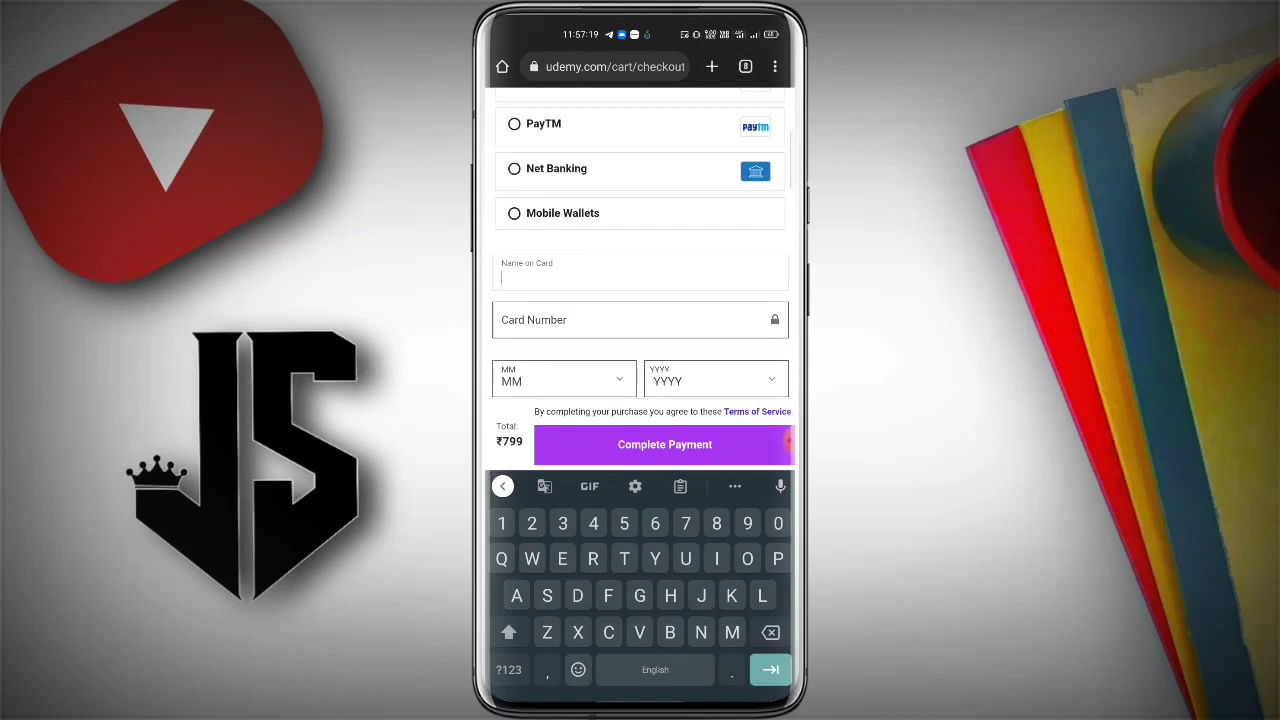 11:57:19
udemy.com/cart/checkout
8
PayTM
paytm
Net Banking
Mobile Wallets
Name on Card
Card Number
MM
MM
YYYY
YYYY
By completing your purchase you agree to these Terms of Service.
Total:
₹799
Complete Payment
GIF
1 2 3 4 5 6 7 8 9 0
Q W E R T Y U I O P
A S D F G H J K L
Z X C V B N M
?123 , English .
JS